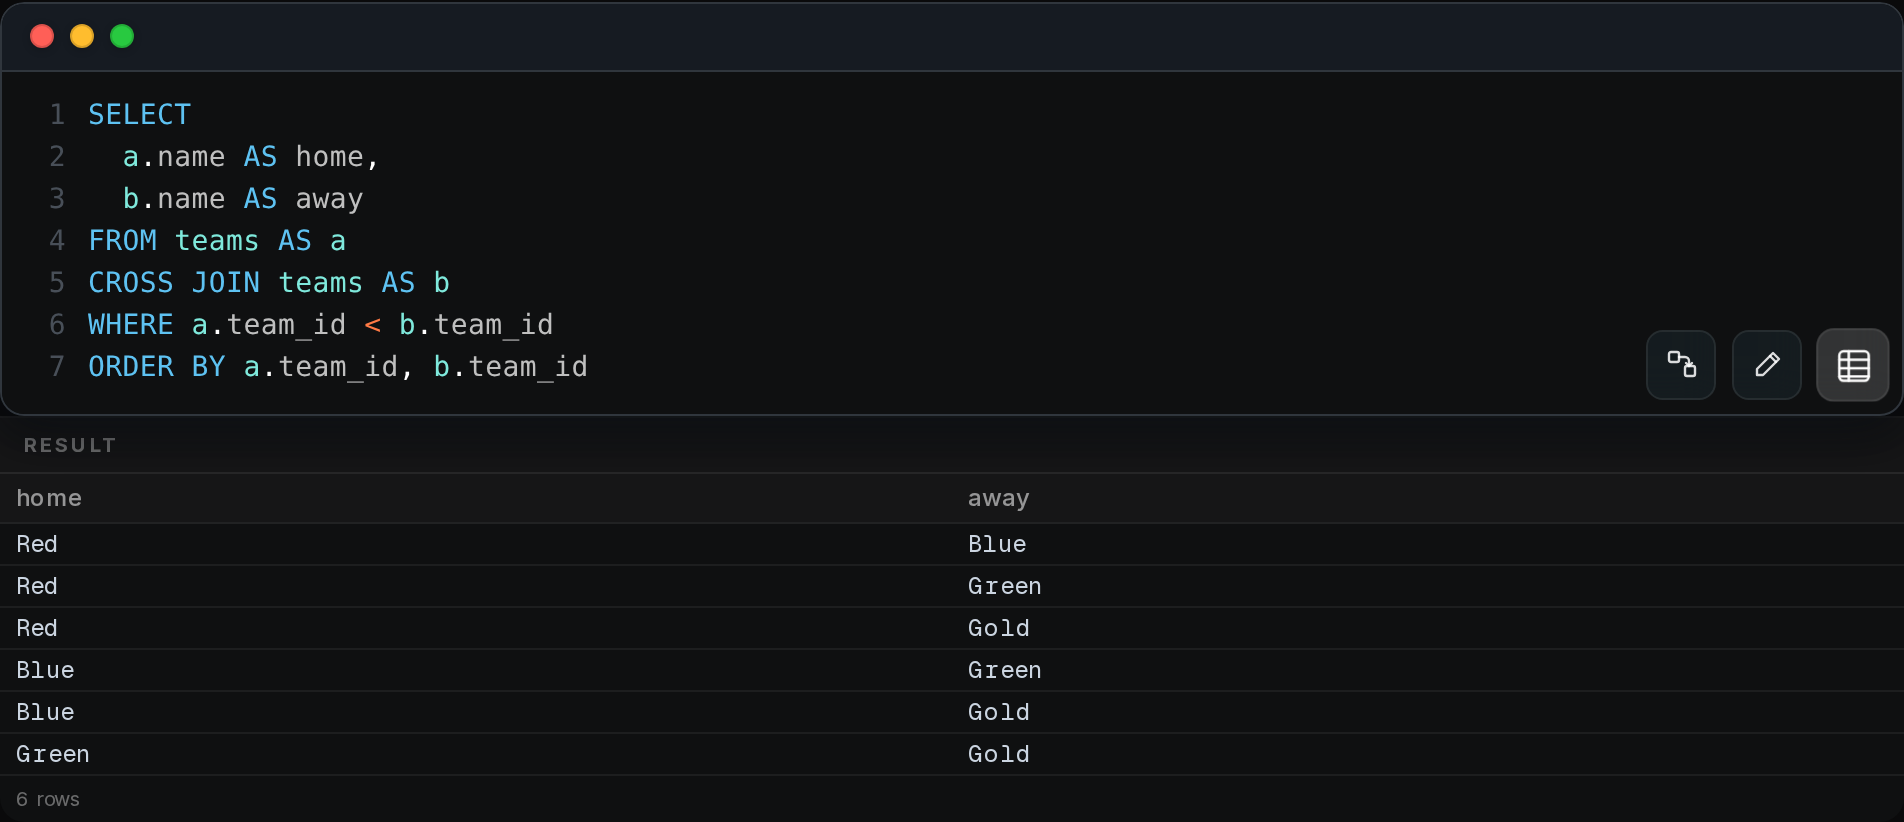 1 SELECT
2   a.name AS home,
3   b.name AS away
4 FROM teams AS a
5 CROSS JOIN teams AS b
6 WHERE a.team_id < b.team_id
7 ORDER BY a.team_id, b.team_id
RESULT
home away
Red Blue
Red Green
Red Gold
Blue Green
Blue Gold
Green Gold
6 rows